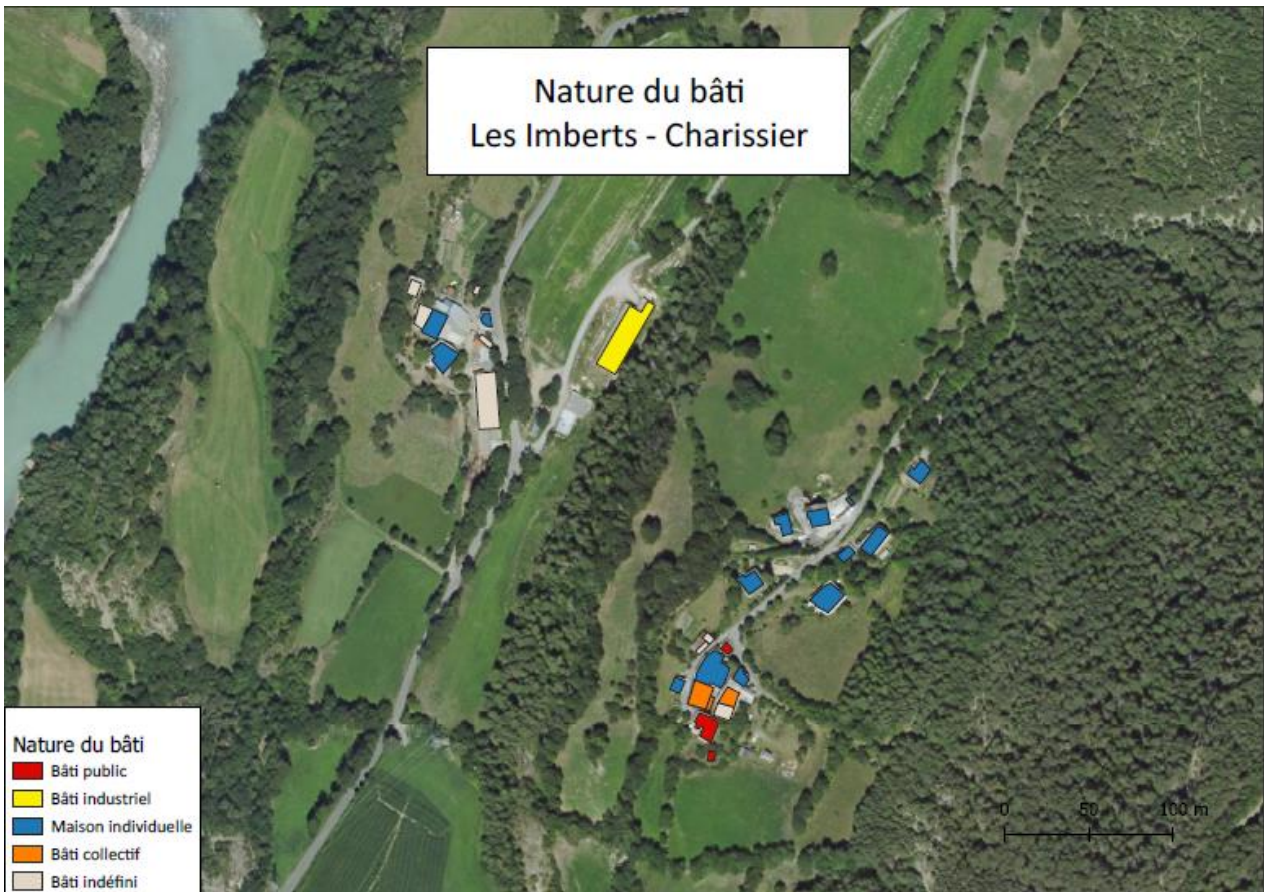 Nature du bâti
Les Imberts - Charissier
Nature du bâti
Bâti public
Bâti industriel
Maison individuelle
Bâti collectif
Bâti indéfini
0 50 100 m